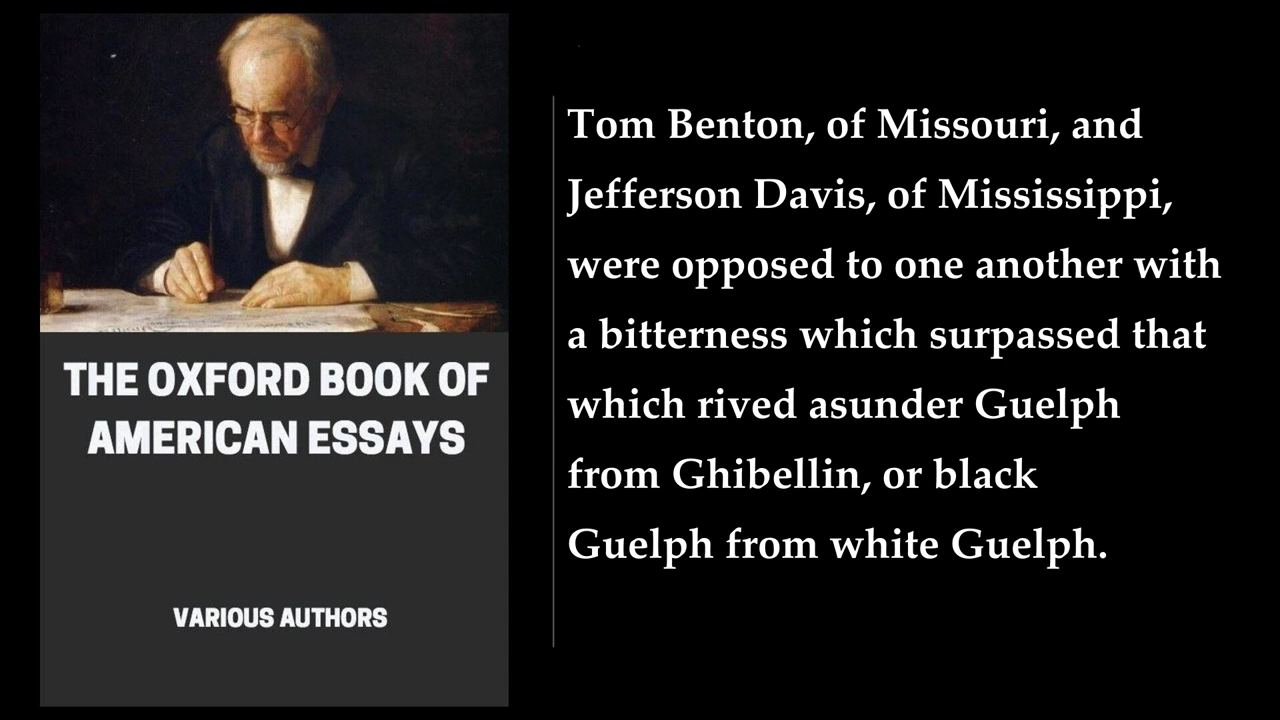 THE OXFORD BOOK OF
AMERICAN ESSAYS
VARIOUS AUTHORS
Tom Benton, of Missouri, and
Jefferson Davis, of Mississippi,
were opposed to one another with
a bitterness which surpassed that
which rived asunder Guelph
from Ghibellin, or black
Guelph from white Guelph.